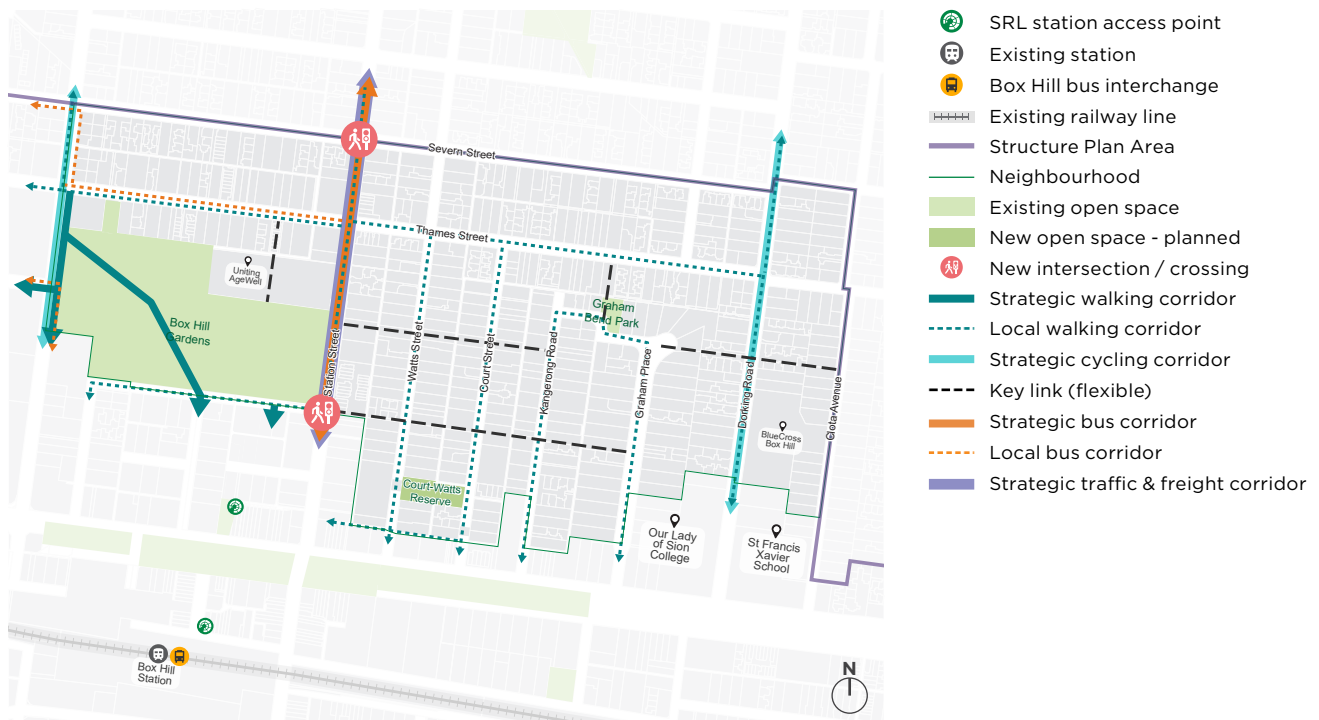 Severn Street
Thames Street
Uniting
AgeWell
Box Hill
Gardens
Station Street
Watts Street
Court Street
Kangerong Road
Graham
Bend Park
Graham Place
Dorking Road
Clota Avenue
BlueCross
Box Hill
Court-Watts
Reserve
Our Lady
of Sion
College
St Francis
Xavier
School
Box Hill
Station
N
SRL station access point
Existing station
Box Hill bus interchange
Existing railway line
Structure Plan Area
Neighbourhood
Existing open space
New open space - planned
New intersection / crossing
Strategic walking corridor
Local walking corridor
Strategic cycling corridor
Key link (flexible)
Strategic bus corridor
Local bus corridor
Strategic traffic & freight corridor